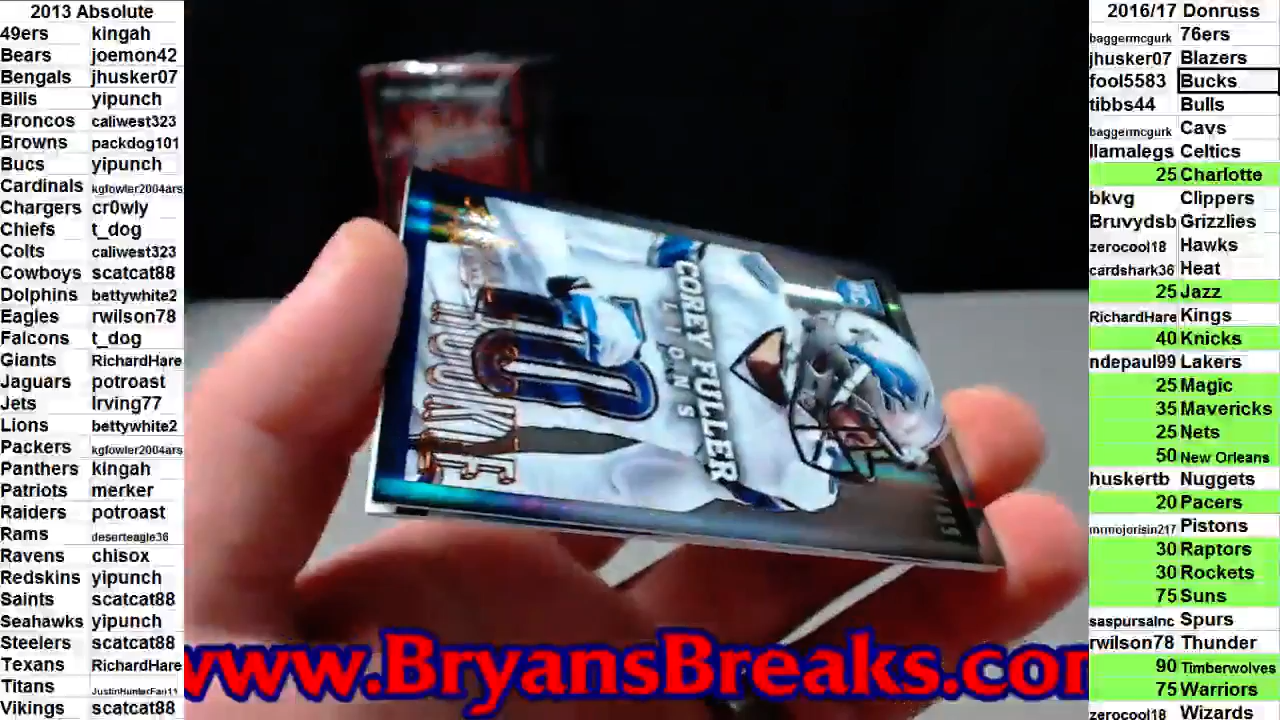 2013 Absolute
49ers kingah
Bears joemon42
Bengals jhusker07
Bills yipunch
Broncos caliwest323
Browns packdog101
Bucs yipunch
Cardinals kgfowler2004ars
Chargers cr0wly
Chiefs t_dog
Colts caliwest323
Cowboys scatcat88
Dolphins bettywhite2
Eagles rwilson78
Falcons t_dog
Giants RichardHare
Jaguars potroast
Jets Irving77
Lions bettywhite2
Packers kgfowler2004ars
Panthers kingah
Patriots merker
Raiders potroast
Rams deserteagle36
Ravens chisox
Redskins yipunch
Saints scatcat88
Seahawks yipunch
Steelers scatcat88
Texans RichardHare
Titans JustinHunterFan11
Vikings scatcat88
ROOKIE
COREY FULLER
LIONS
www.BryansBreaks.com
2016/17 Donruss
baggermcgurk 76ers
jhusker07 Blazers
fool5583 Bucks
tibbs44 Bulls
baggermcgurk Cavs
llamalegs Celtics
25 Charlotte
bkvg Clippers
Bruvydsb Grizzlies
zerocool18 Hawks
cardshark36 Heat
25 Jazz
RichardHare Kings
40 Knicks
ndepaul99 Lakers
25 Magic
35 Mavericks
25 Nets
50 New Orleans
huskertb Nuggets
20 Pacers
mrmojorisin217 Pistons
30 Raptors
30 Rockets
75 Suns
saspursalnc Spurs
rwilson78 Thunder
90 Timberwolves
75 Warriors
zerocool18 Wizards